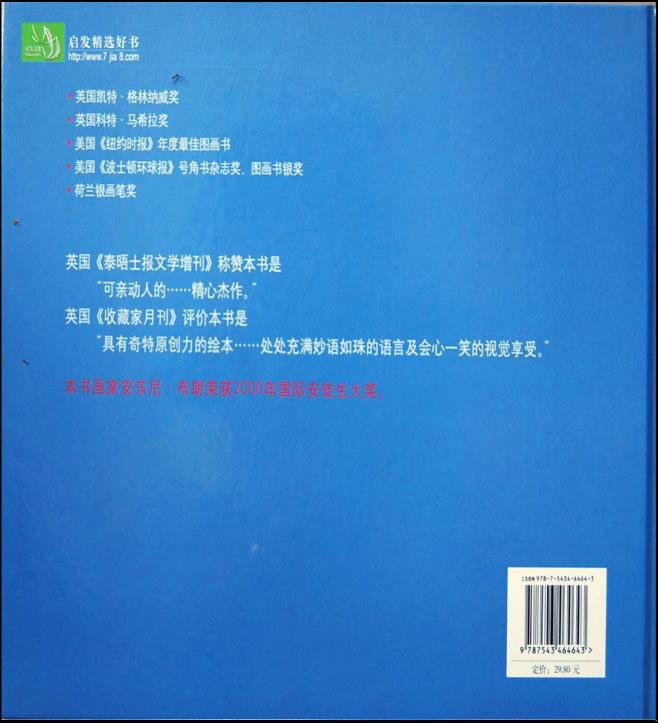 启发精选好书
http://www.7jia8.com
·英国凯特·格林纳威奖
·英国科特·马希拉奖
·美国《纽约时报》年度最佳图画书
·美国《波士顿环球报》号角书杂志奖、图画书银奖
·荷兰银画笔奖
英国《泰晤士报文学增刊》称赞本书是
“可亲动人的……精心杰作。”
英国《收藏家月刊》评价本书是
“具有奇特原创力的绘本……处处充满妙语如珠的语言及会心一笑的视觉享受。”
本书画家安东尼·布朗荣获2000年国际安徒生大奖。
ISBN 978-7-5434-6464-3
9 787543 464643 >
定价：29.80 元